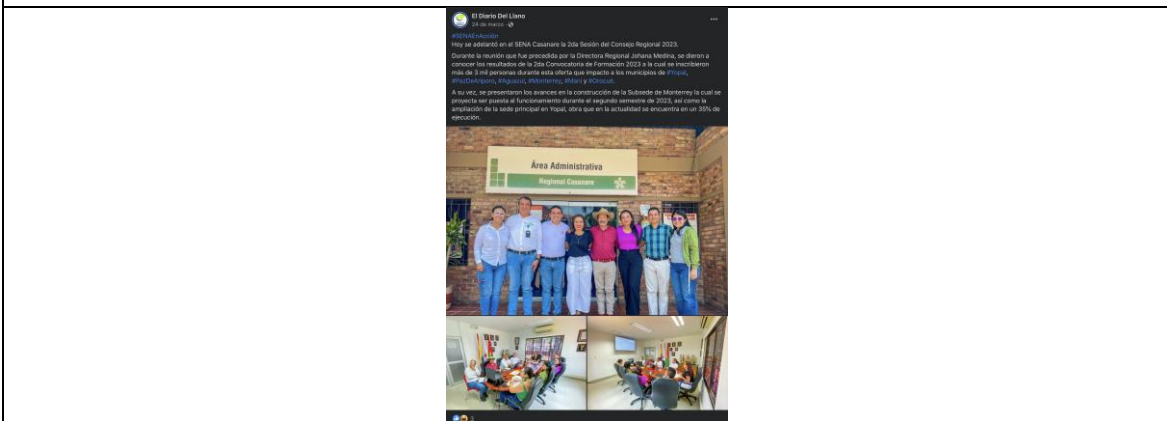 El Diario Del Llano
24 de marzo ·
#SENAEnAcción
Hoy se adelantó en el SENA Casanare la 2da Sesión del Consejo Regional 2023.
Durante la reunión que fue precedida por la Directora Regional Johana Medina, se dieron a
conocer los resultados de la 2da Convocatoria de Formación 2023 a la cual se inscribieron
más de 3 mil personas durante esta oferta que impacto a los municipios de #Yopal,
#PazDeAriporo, #Aguazul, #Monterrey, #Maní y #Orocué.
A su vez, se presentaron los avances en la construcción de la Subsede de Monterrey la cual se
proyecta ser puesta al funcionamiento durante el segundo semestre de 2023, así como la
ampliación de la sede principal en Yopal, obra que en la actualidad se encuentra en un 35% de
ejecución.
Área Administrativa
Regional Casanare
3